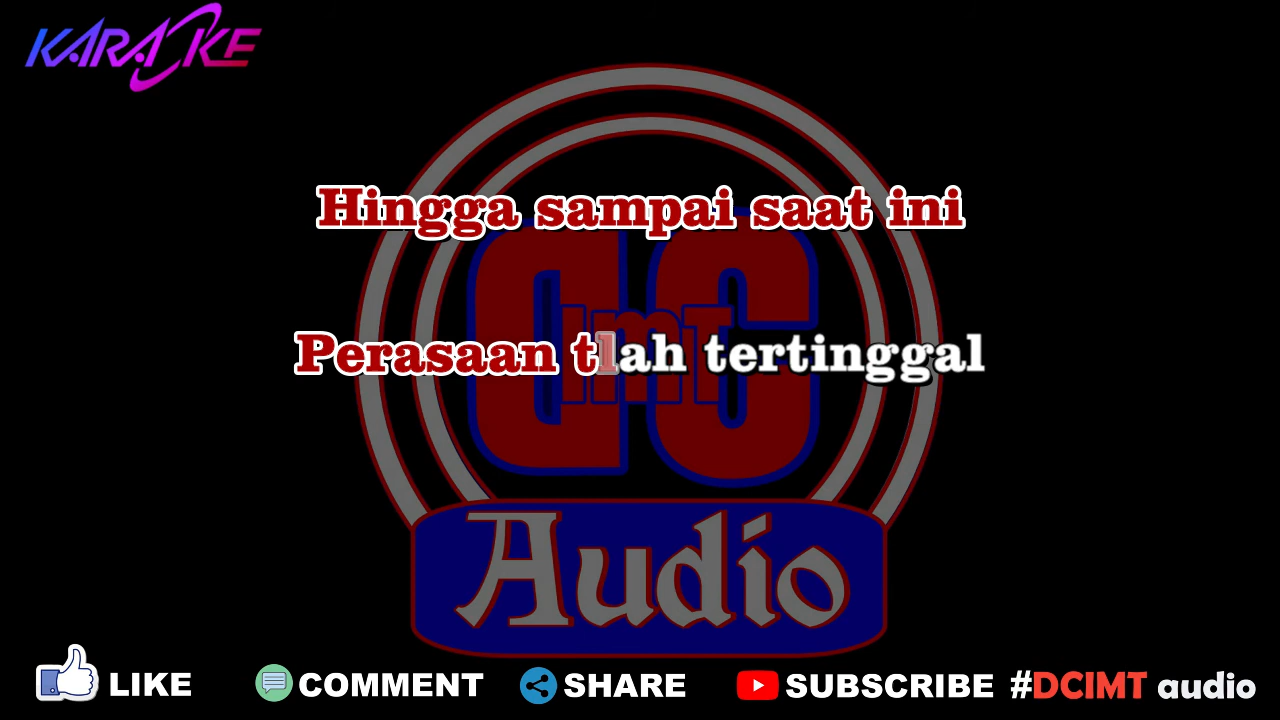 KARAOKE
Hingga sampai saat ini
Perasaan tlah tertinggal
DC
IMT
Audio
LIKE COMMENT SHARE SUBSCRIBE #DCIMT audio